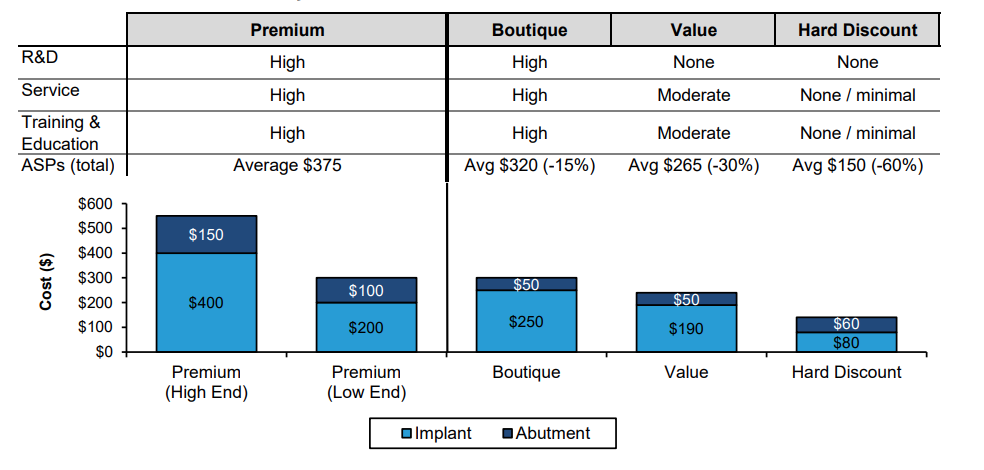 Premium Boutique Value Hard Discount
R&D High High None None
Service High High Moderate None / minimal
Training &
Education High High Moderate None / minimal
ASPs (total) Average $375 Avg $320 (-15%) Avg $265 (-30%) Avg $150 (-60%)
Cost ($)
$600
$500
$400
$300
$200
$100
$0
$150
$400
$100
$200
$50
$250
$50
$190
$60
$80
Premium
(High End)
Premium
(Low End)
Boutique
Value
Hard Discount
Implant Abutment